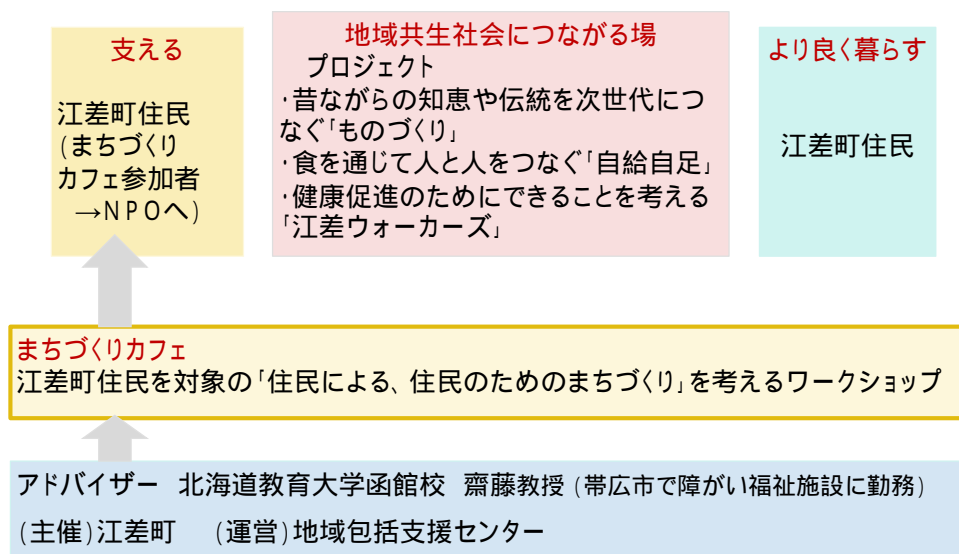 支える
江差町住民
(まちづくり
カフェ参加者
→NPOへ)
地域共生社会につながる場
プロジェクト
・昔ながらの知恵や伝統を次世代につ
なぐ「ものづくり」
・食を通じて人と人をつなぐ「自給自足」
・健康促進のためにできることを考える
「江差ウォーカーズ」
より良く暮らす
江差町住民
まちづくりカフェ
江差町住民を対象の「住民による、住民のためのまちづくり」を考えるワークショップ
アドバイザー　北海道教育大学函館校　齋藤教授(帯広市で障がい福祉施設に勤務)
(主催)江差町　(運営)地域包括支援センター